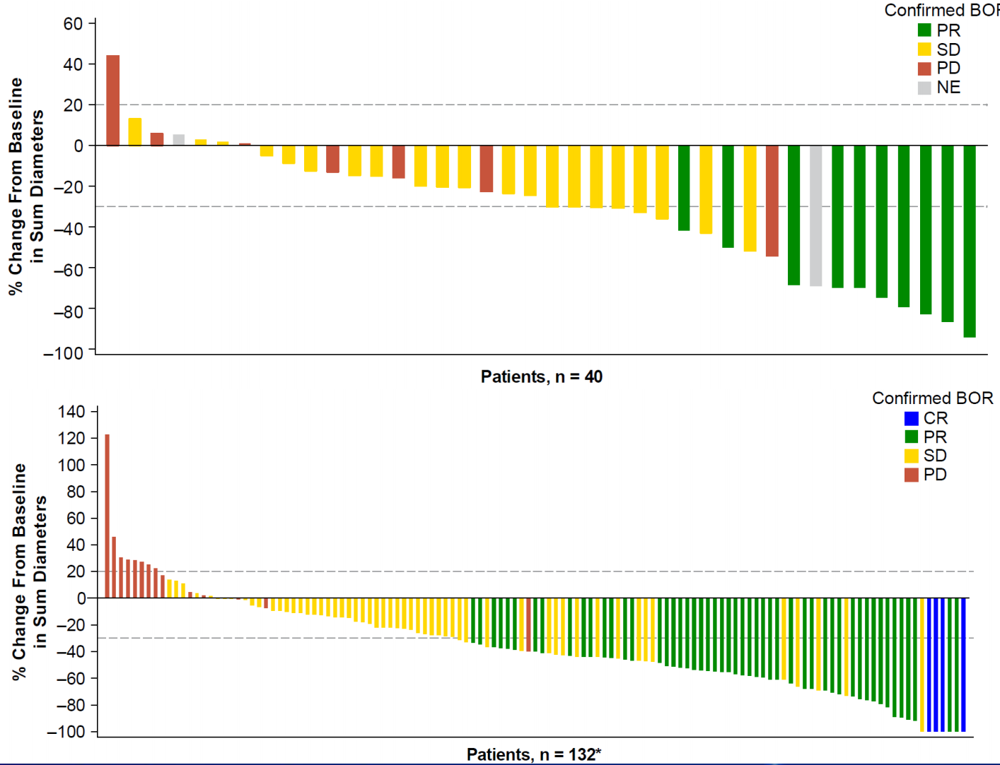 Confirmed BOR
PR
SD
PD
NE
% Change From Baseline
in Sum Diameters
60
40
20
0
–20
–40
–60
–80
–100
Patients, n = 40
Confirmed BOR
CR
PR
SD
PD
% Change From Baseline
in Sum Diameters
140
120
100
80
60
40
20
0
–20
–40
–60
–80
–100
Patients, n = 132*